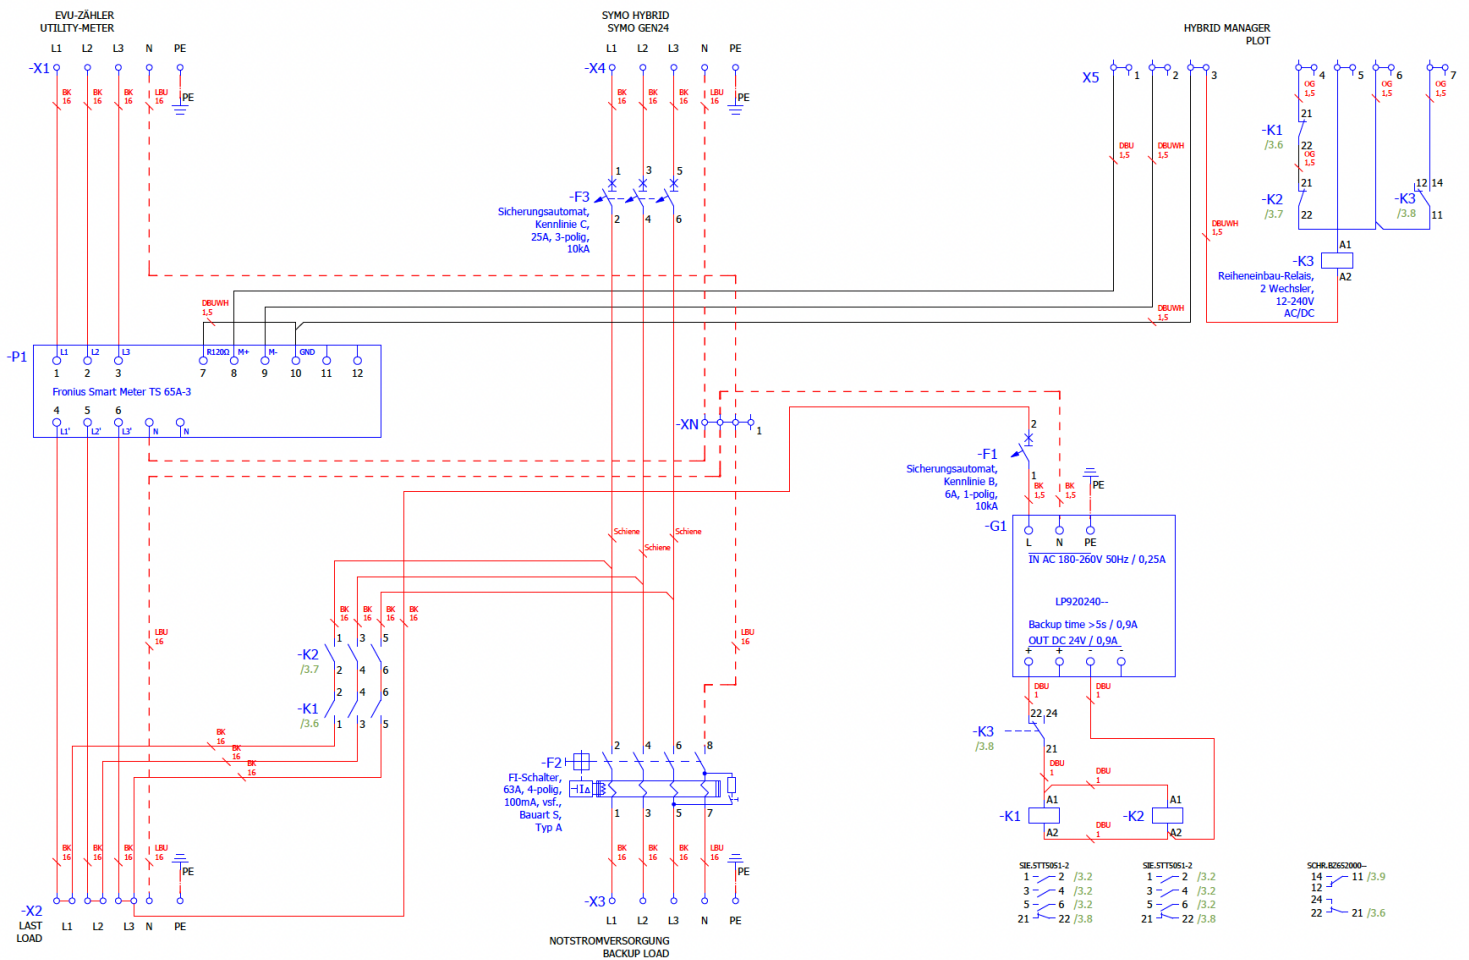 EVU-ZÄHLER
UTILITY-METER
L1 L2 L3 N PE
-X1
BK
16
BK
16
BK
16
LBU
16
PE
SYMO HYBRID
SYMO GEN24
L1 L2 L3 N PE
-X4
BK
16
BK
16
BK
16
LBU
16
PE
HYBRID MANAGER
PLOT
X5
1 2 3 4 5 6 7
OG
1,5
OG
1,5
OG
1,5
-K1
/3.6
21
22
OG
1,5
-K2
/3.7
21
22
12 14
-K3
/3.8
11
DBU
1,5
DBUWH
1,5
DBUWH
1,5
A1
-K3
A2
Reiheneinbau-Relais,
2 Wechsler,
12-240V
AC/DC
1 3 5
-F3
2 4 6
Sicherungsautomat,
Kennlinie C,
25A, 3-polig,
10kA
DBUWH
1,5
DBUWH
1,5
-P1
L1 L2 L3 R120Ω M+ M- GND
1 2 3 7 8 9 10 11 12
Fronius Smart Meter TS 65A-3
4 5 6
L1' L2' L3' N N
-XN
1
2
-F1
1
Sicherungsautomat,
Kennlinie B,
6A, 1-polig,
10kA
BK
1,5
BK
1,5
PE
-G1
L N PE
IN AC 180-260V 50Hz / 0,25A
LP920240--
Backup time >5s / 0,9A
OUT DC 24V / 0,9A
+ + - -
DBU
1
DBU
1
22 24
-K3
/3.8
21
DBU
1
DBU
1
A1
-K1
A2
A1
-K2
A2
DBU
1
Schiene
Schiene
Schiene
BK
16
BK
16
BK
16
BK
16
LBU
16
LBU
16
1 3 5
-K2
/3.7
2 4 6
2 4 6
-K1
/3.6
1 3 5
BK
16
BK
16
BK
16
2 4 6 8
-F2
FI-Schalter,
63A, 4-polig,
100mA, vsf.,
Bauart S,
Typ A
I∆
1 3 5 7
BK
16
BK
16
BK
16
LBU
16
PE
-X2
LAST
LOAD
L1 L2 L3 N PE
BK
16
BK
16
BK
16
LBU
16
PE
-X3
L1 L2 L3 N PE
NOTSTROMVERSORGUNG
BACKUP LOAD
SIE.5TT5051-2
1 2 /3.2
3 4 /3.2
5 6 /3.2
21 22 /3.8
SIE.5TT5051-2
1 2 /3.2
3 4 /3.2
5 6 /3.2
21 22 /3.8
SCHR.BZ652000--
14 11 /3.9
12
24
22 21 /3.6